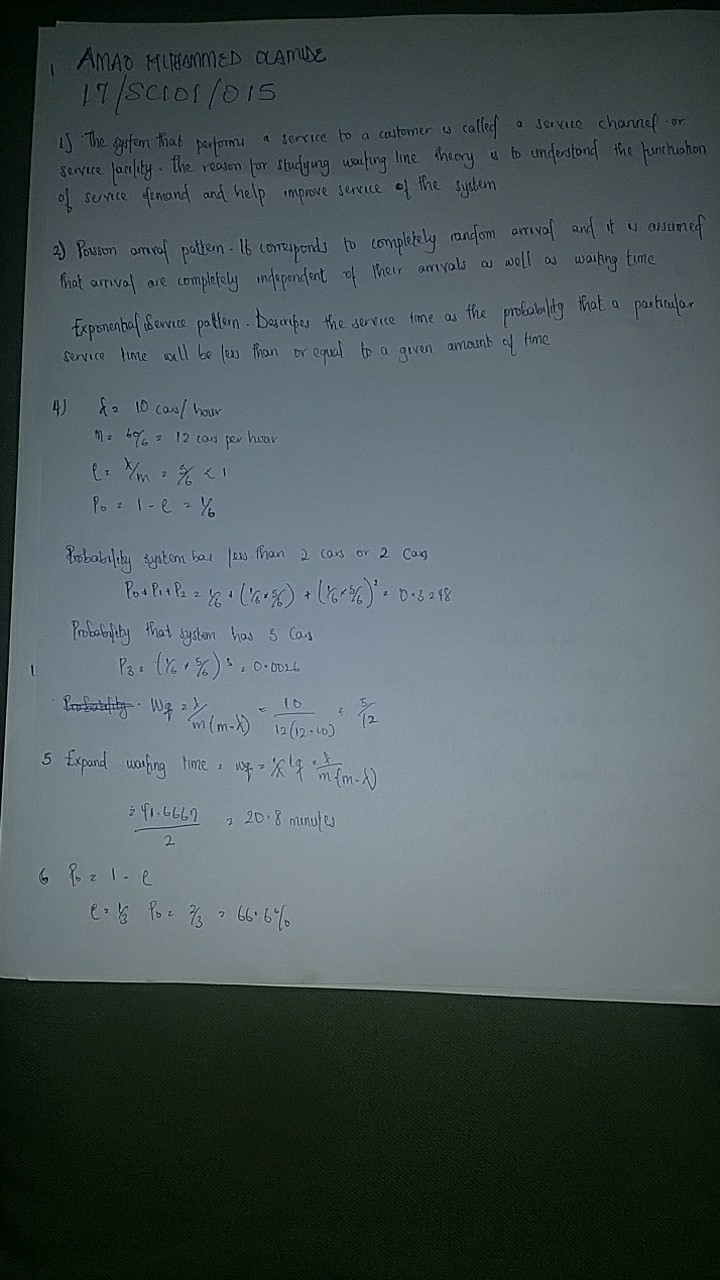 AMAO MUHAMMED OLAMIDE
17/SCI01/015
1) The system that performs a service to a customer is called a service channel or
service facility. The reason for studying waiting line theory is to understand the
of service demand and help improve service of the system
2) Poisson arrival pattern - It corresponds to completely random arrival and it is assumed
that arrival are completely independent of their arrivals as well as waiting time
Exponential Service pattern. Describes the service time as the probability that a particular
service time will be less than or equal to a given amount of time
4) λ = 10 cars/hour
M = 60/6 = 12 cars per hour
ρ = λ/m = 5/6 < 1
P₀ = 1 - ρ = 1/6
Probability system has less than 2 cars or 2 cars
P₀ + P₁ + P₂ = 1/6 + (1/6 × 5/6) + (1/6 × 5/6)² = 0.3248
Probability that system has 3 Cars
P₃ = (1/6 × 5/6)³ = 0.0026
Wq = λ/m(m-λ) = 10/12(12-10) = 5/12
5 Expand waiting time = wq = 1/λ Lq = λ/m(m-λ)
= 41.6667/2 = 20.8 minutes
6 P₀ = 1 - ρ
ρ = 1/3 P₀ = 2/3 = 66.6%